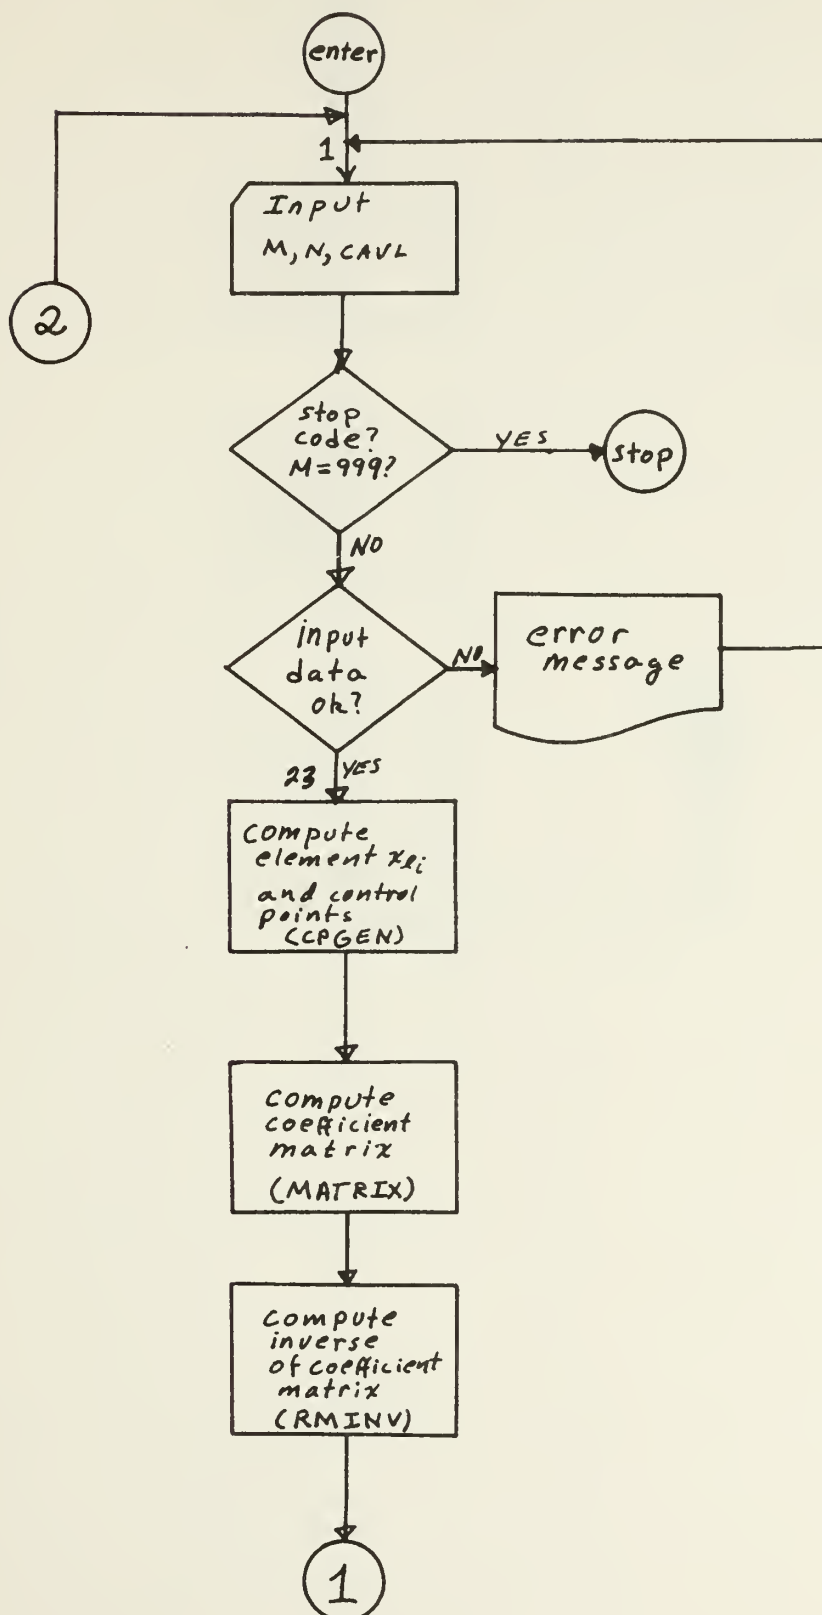 enter
1
Input
M, N, CAVL
2
stop
code?
M=999?
YES
stop
NO
input
data
ok?
NO
error
message
23 YES
compute
element xℓi
and control
points
(CPGEN)
compute
coefficient
matrix
(MATRIX)
compute
inverse
of coefficient
matrix
(RMINV)
1